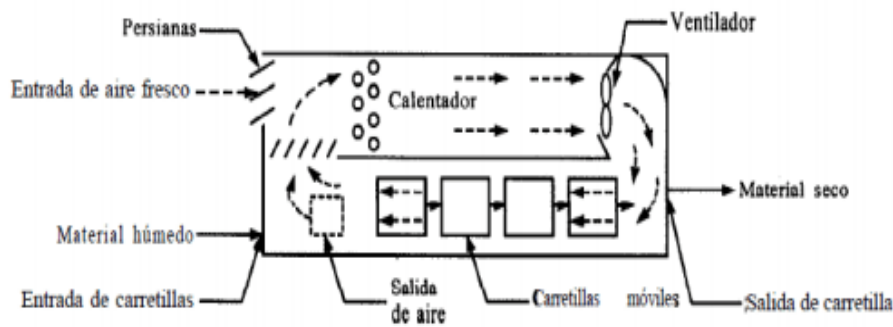 Persianas
Ventilador
Entrada de aire fresco
Calentador
Material seco
Material húmedo
Entrada de carretillas
Salida
de aire
Carretillas móviles
Salida de carretilla